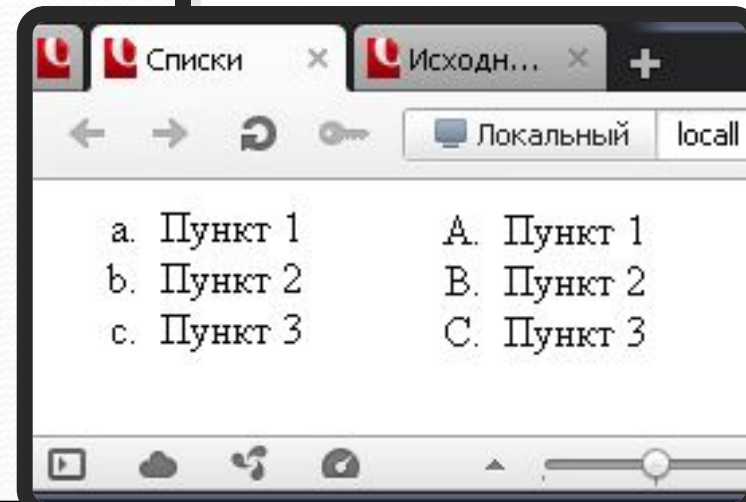 Списки
Исходн...
Локальный locall
a. Пункт 1
b. Пункт 2
c. Пункт 3
A. Пункт 1
B. Пункт 2
C. Пункт 3